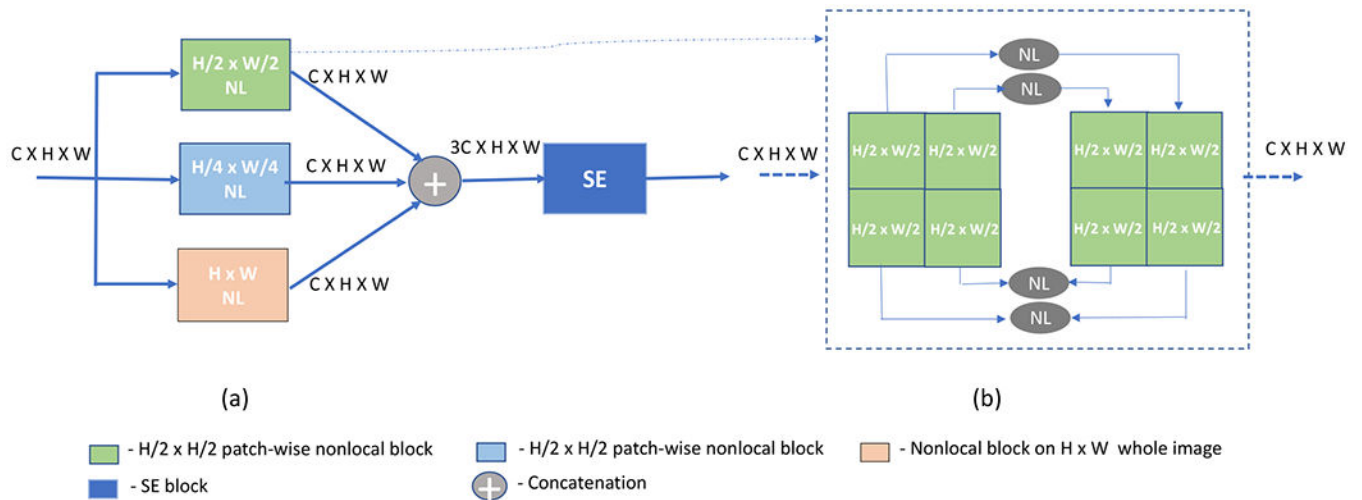 H/2 x W/2
NL
C X H X W
C X H X W
H/4 x W/4
NL
C X H X W
+
3C X H X W
SE
H x W
NL
C X H X W
C X H X W
NL
NL
H/2 x W/2
H/2 x W/2
H/2 x W/2
H/2 x W/2
H/2 x W/2
H/2 x W/2
H/2 x W/2
H/2 x W/2
NL
NL
C X H X W
(a)
(b)
- H/2 x H/2 patch-wise nonlocal block
- H/2 x H/2 patch-wise nonlocal block
- Nonlocal block on H x W whole image
- SE block
+ - Concatenation